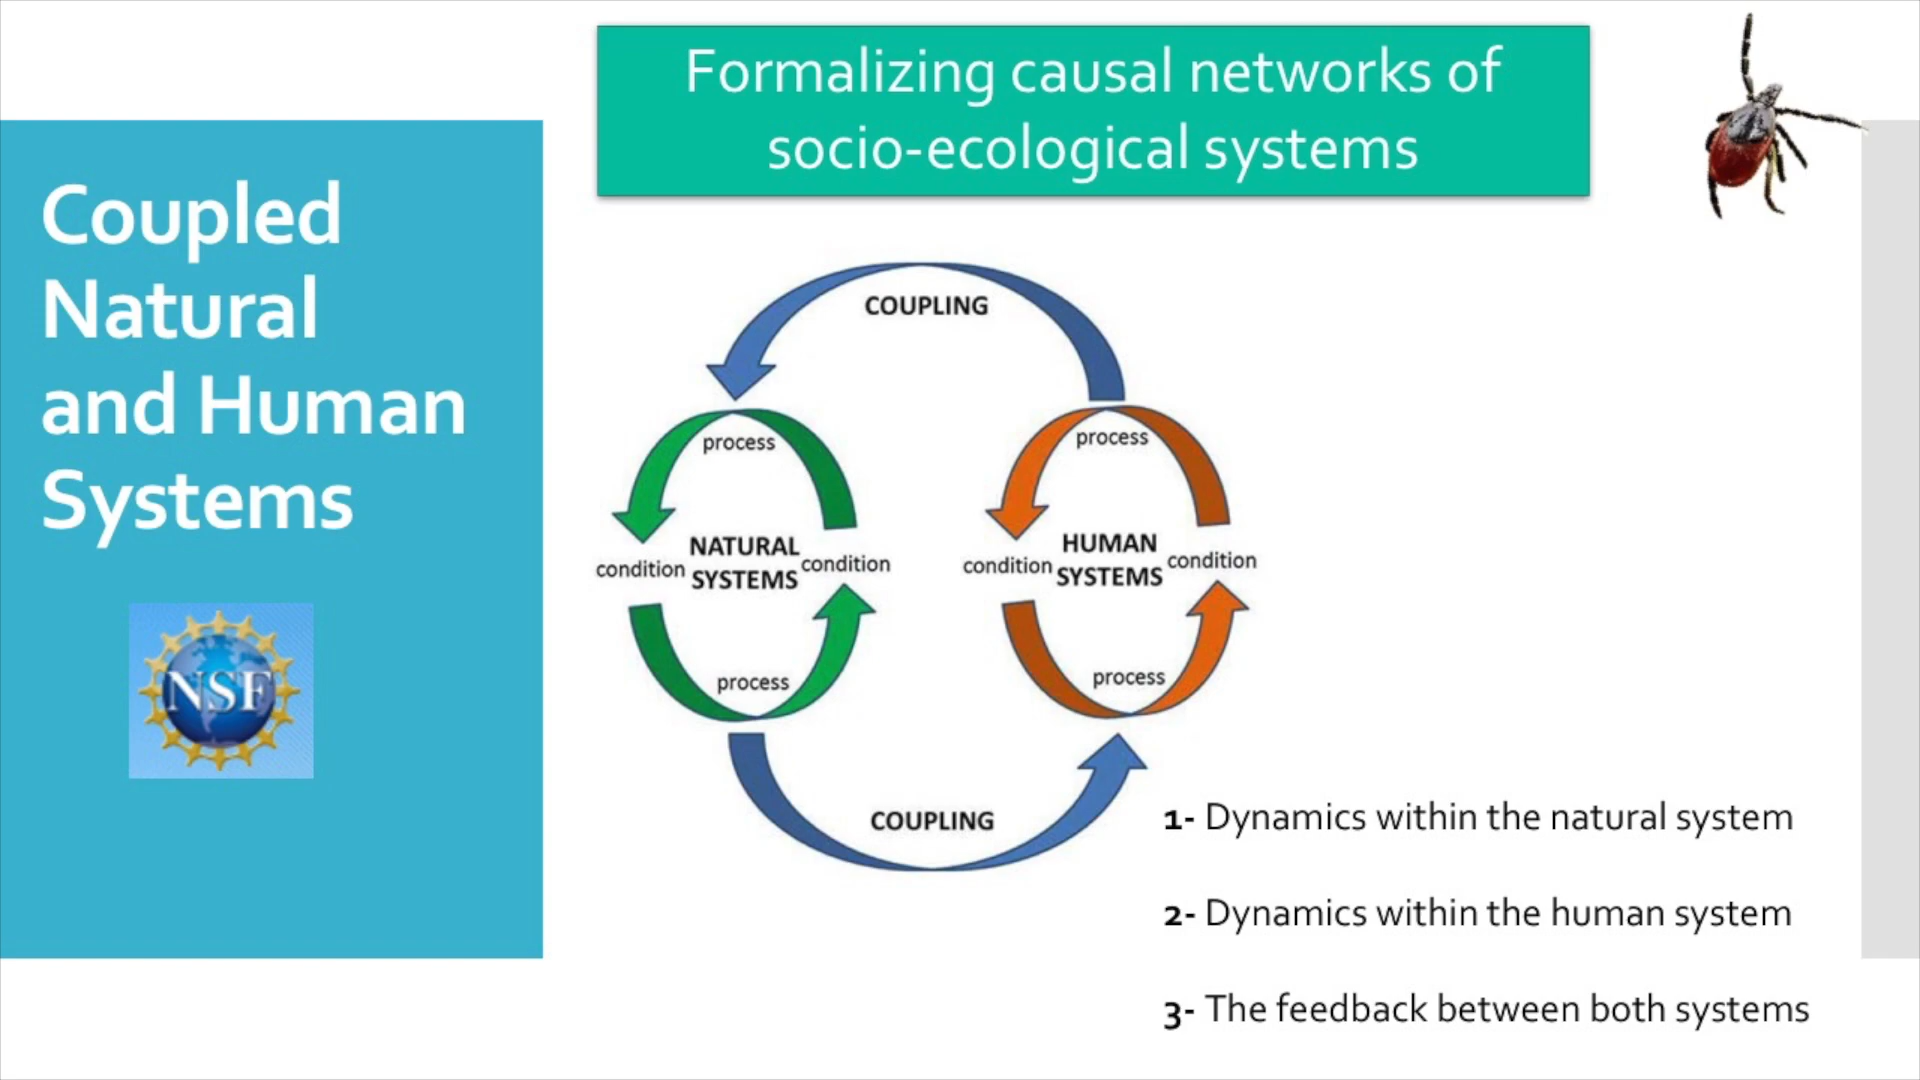 Formalizing causal networks of
socio-ecological systems
Coupled
Natural
and Human
Systems
NSF
COUPLING
process
condition
NATURAL
SYSTEMS
condition
process
process
condition
HUMAN
SYSTEMS
condition
process
COUPLING
1- Dynamics within the natural system
2- Dynamics within the human system
3- The feedback between both systems